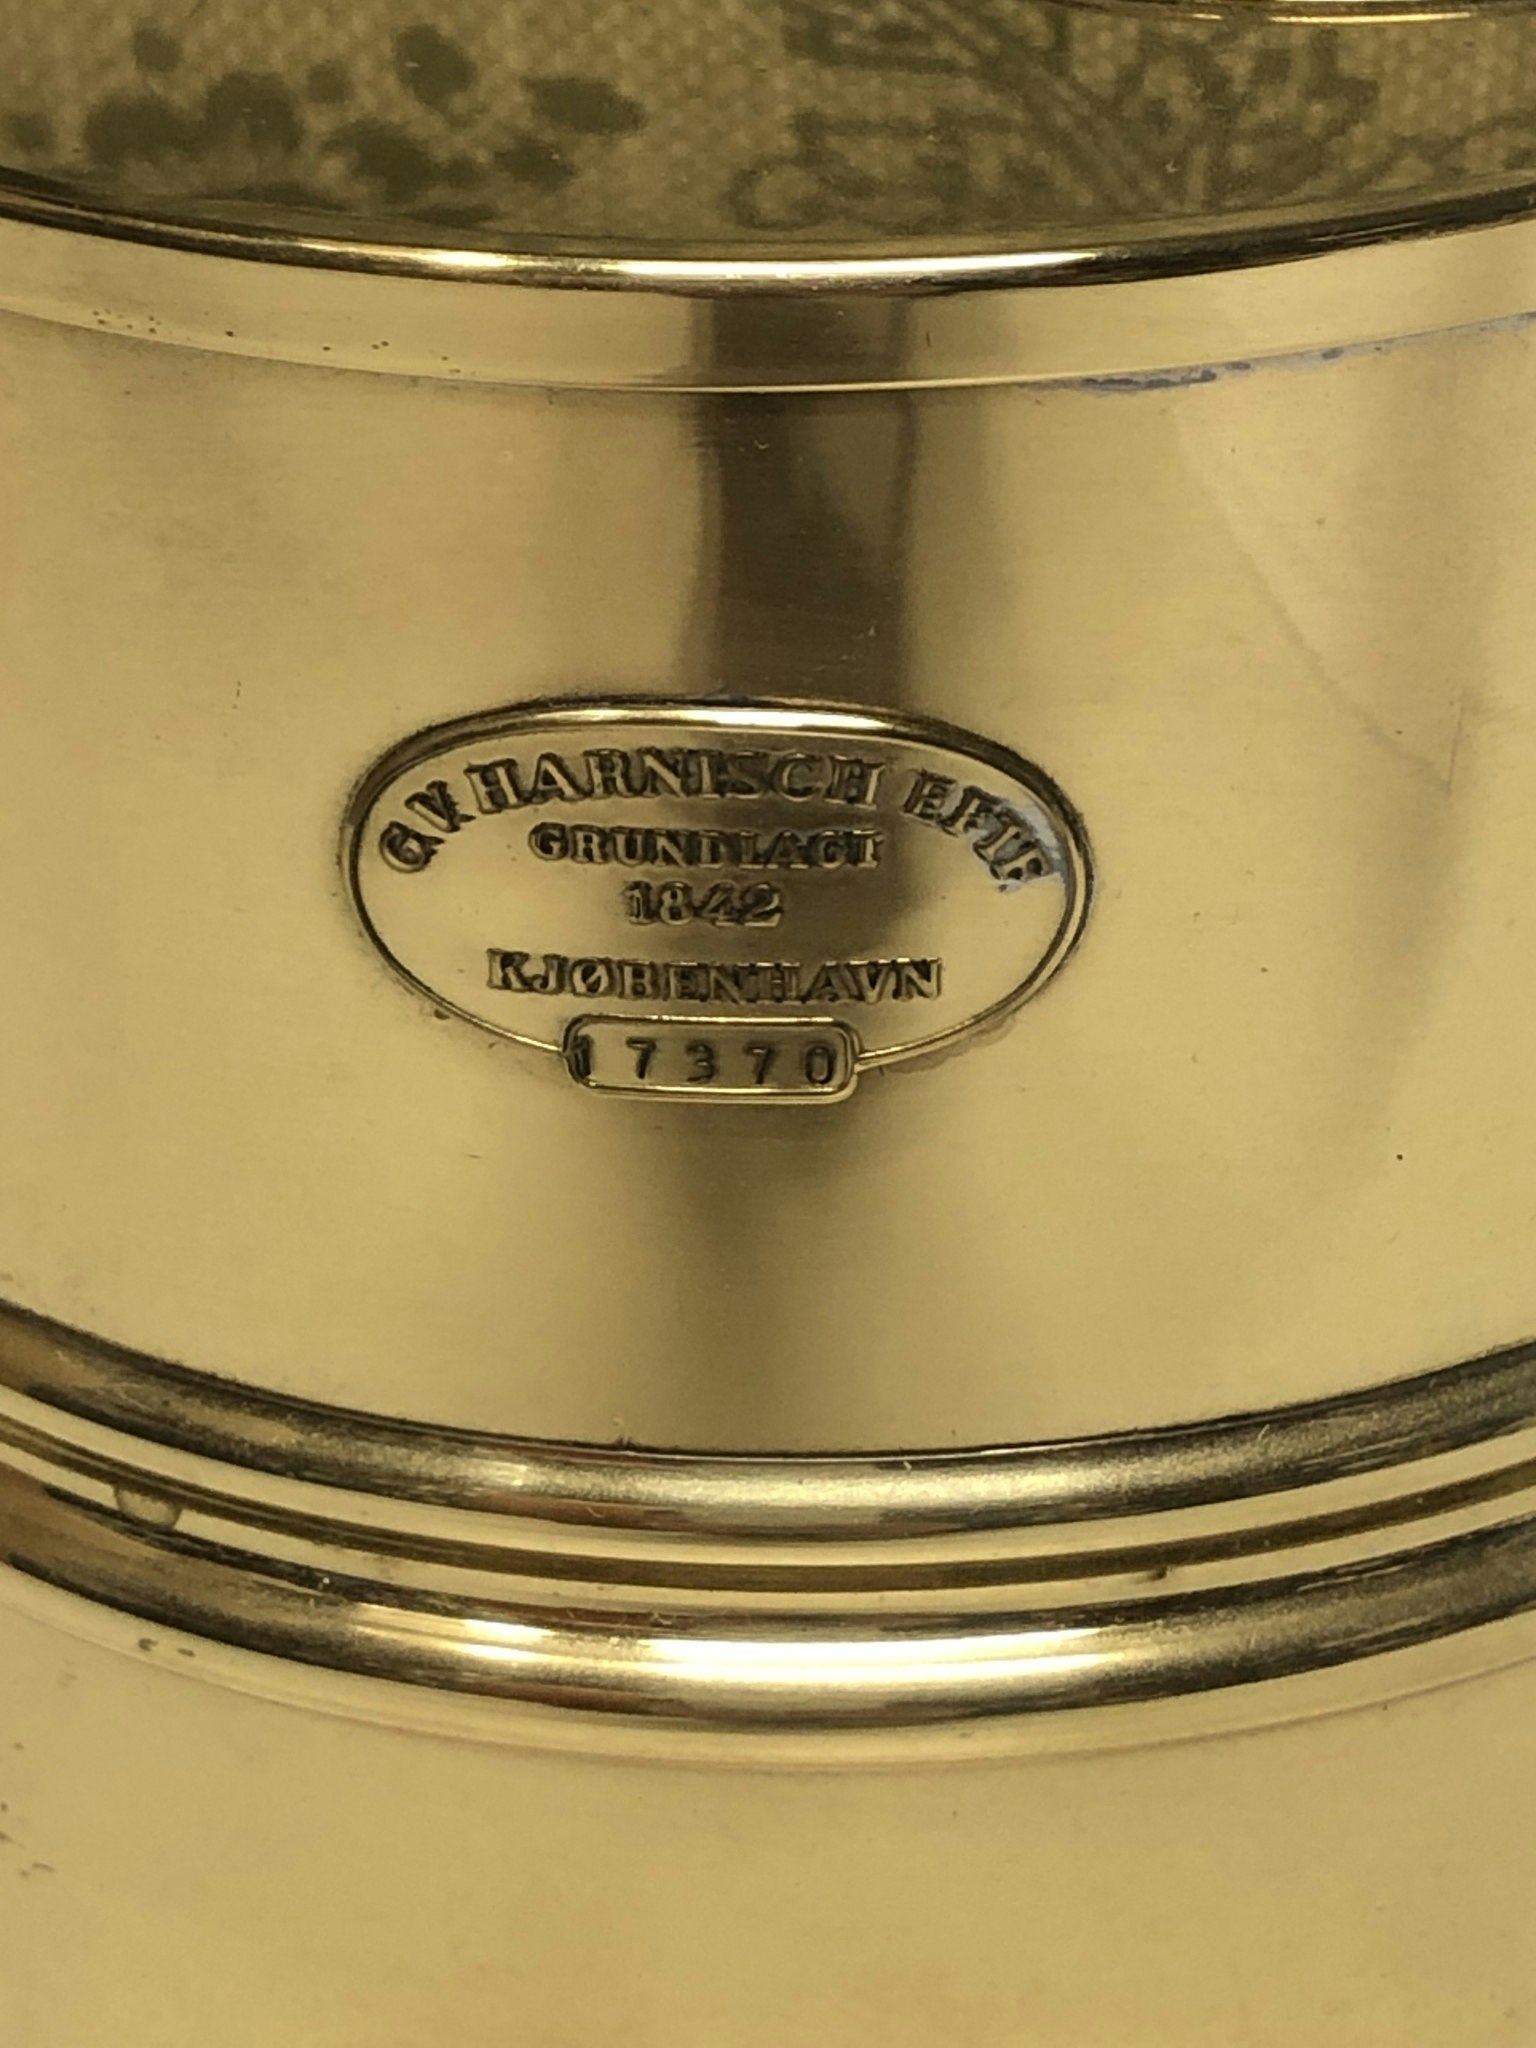 G.V. HARNISCH EFTF
GRUNDLAGT
1842
KJØBENHAVN
17370